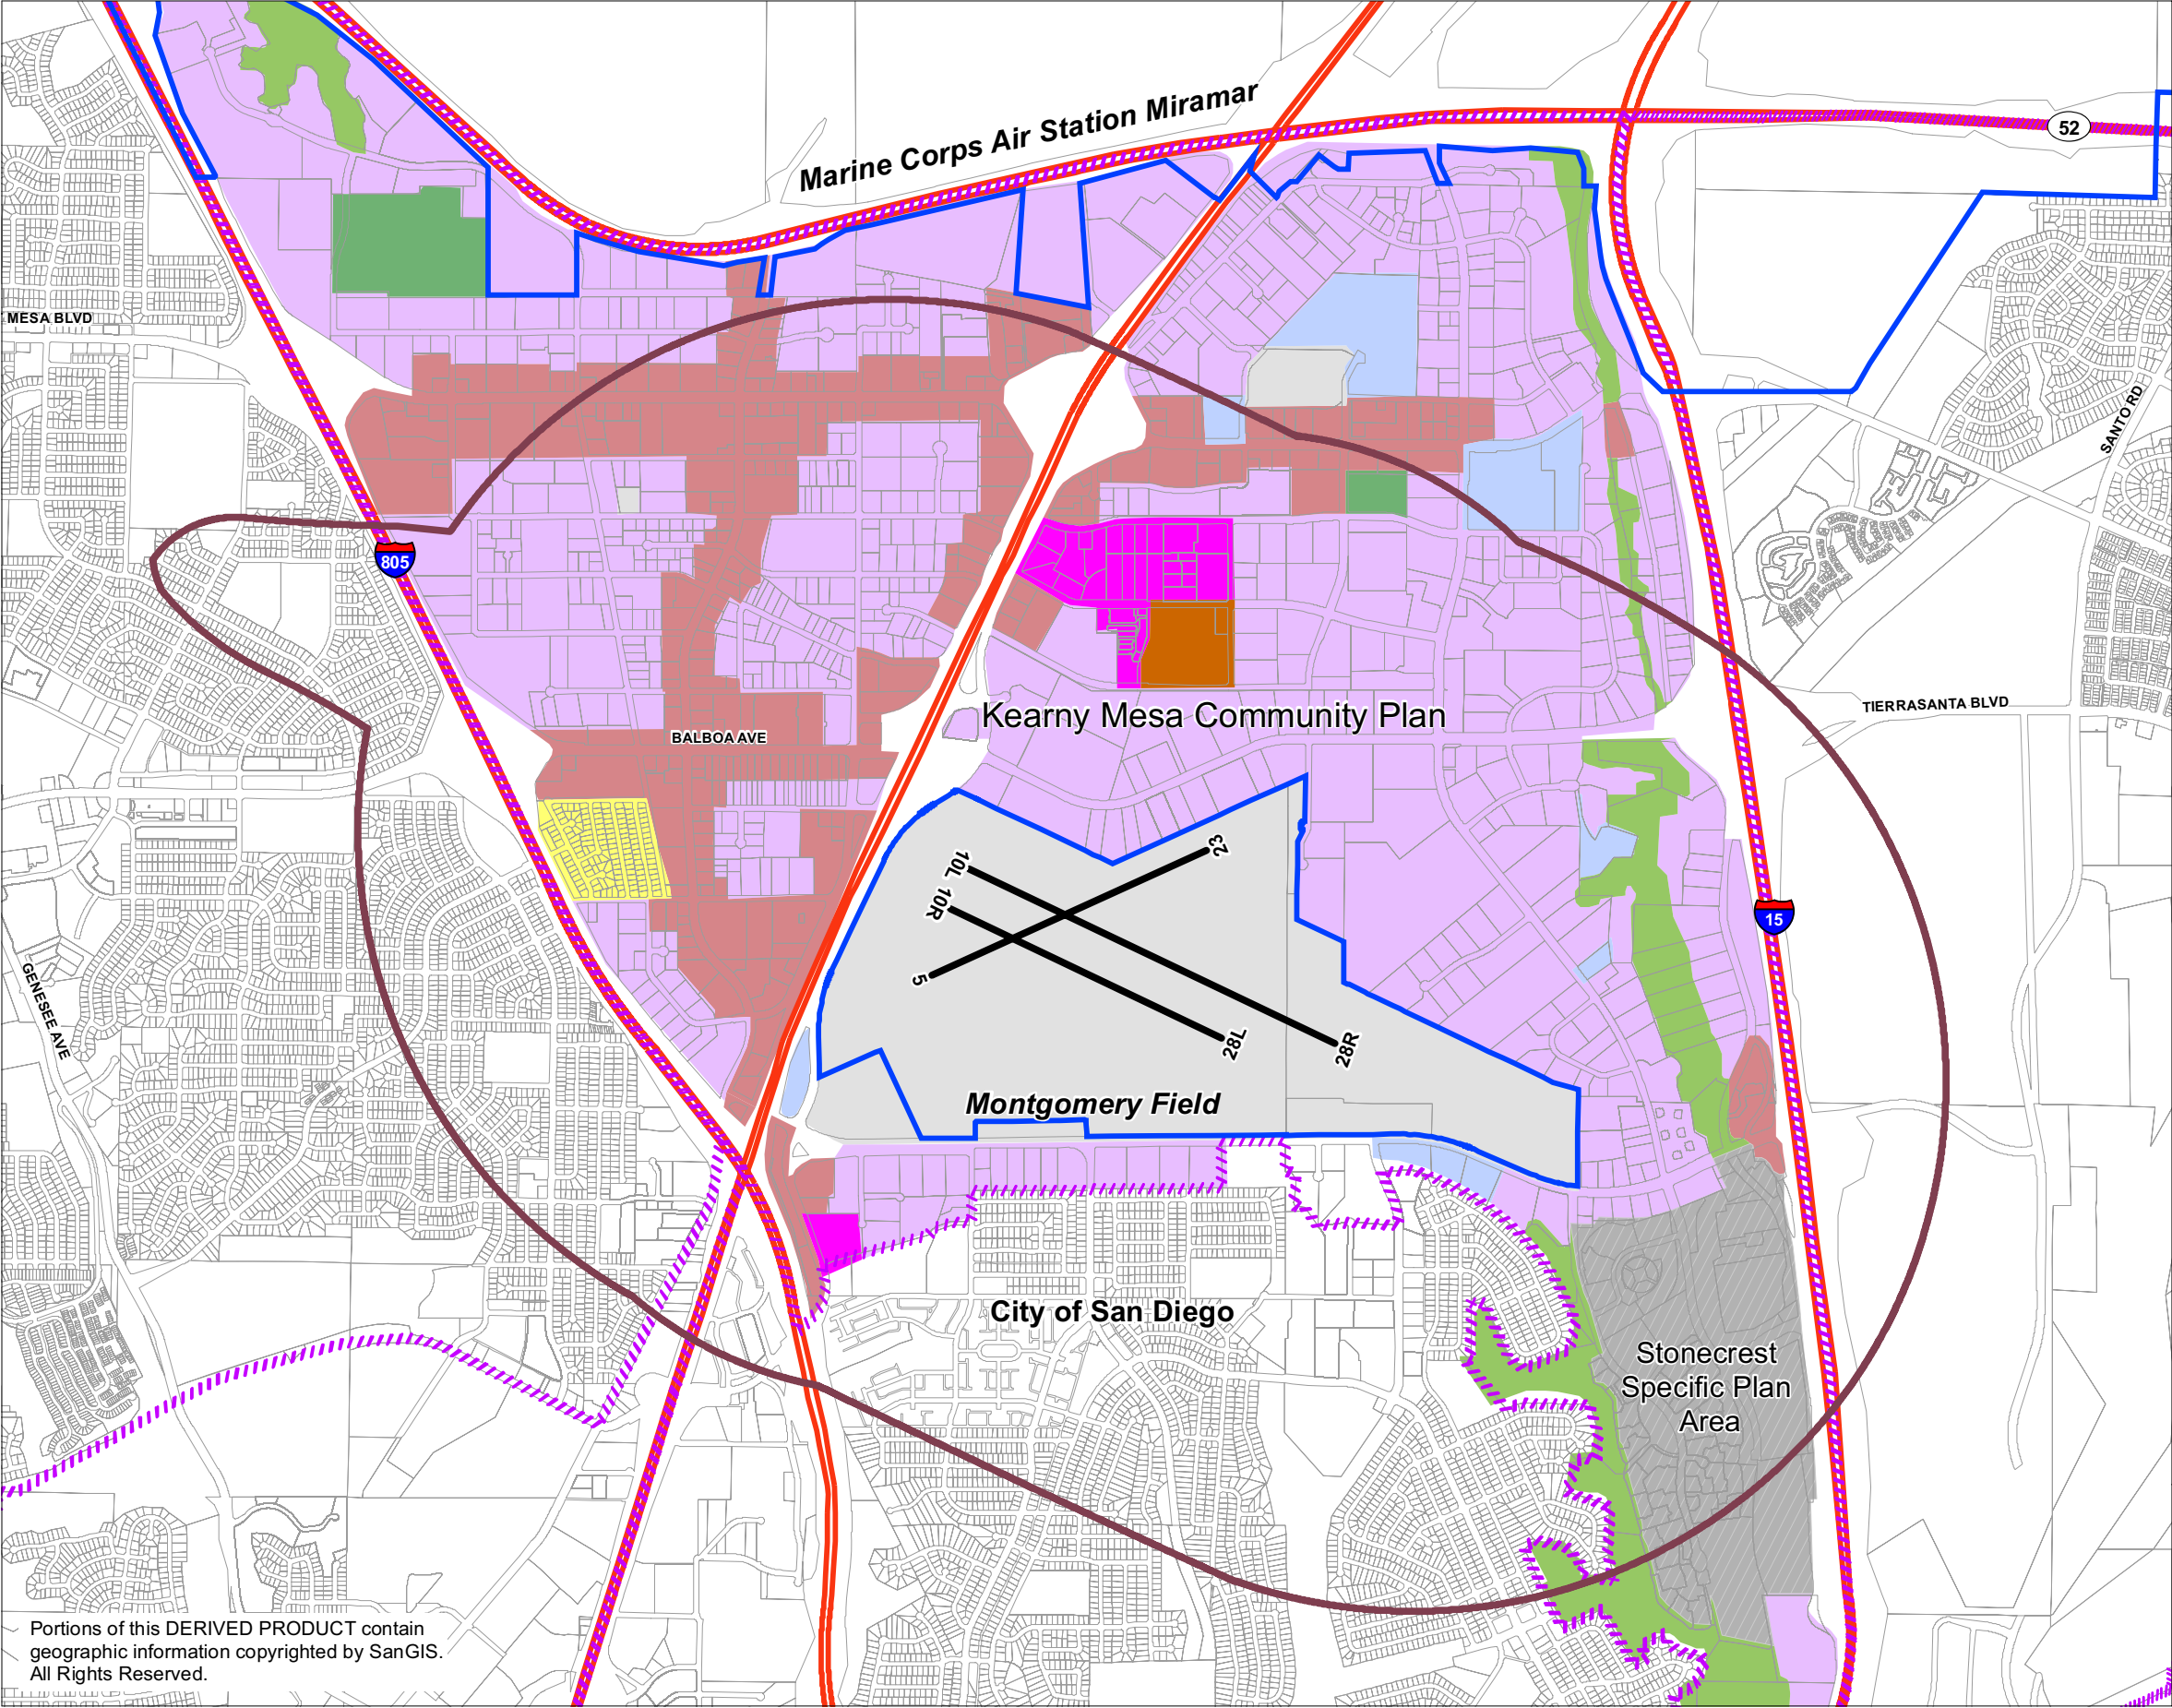 Marine Corps Air Station Miramar
52
MESA BLVD
SANTO RD
805
TIERRASANTA BLVD
Kearny Mesa Community Plan
BALBOA AVE
23
10L
10R
15
5
GENESEE AVE
28L
28R
Montgomery Field
City of San Diego
Stonecrest
Specific Plan
Area
Portions of this DERIVED PRODUCT contain
geographic information copyrighted by SanGIS.
All Rights Reserved.